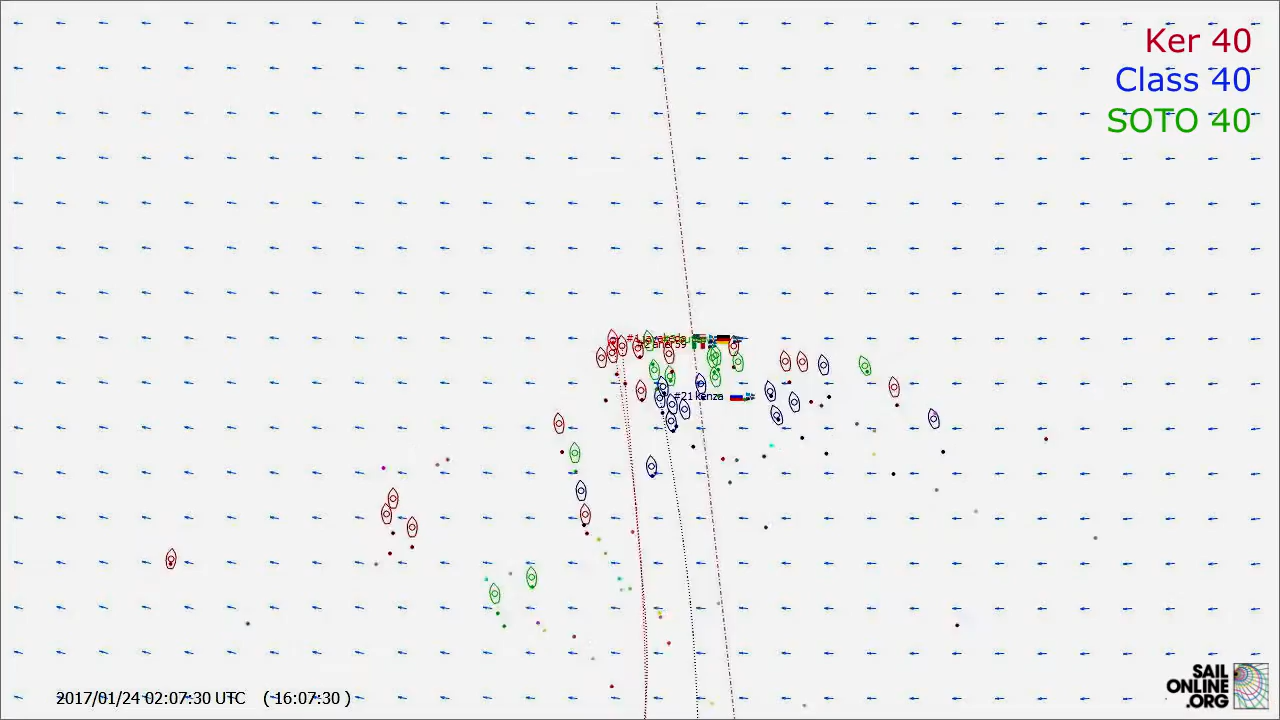 Ker 40
Class 40
SOTO 40
#21 kenza
2017/01/24 02:07:30 UTC ( 16:07:30 )
SAIL
ONLINE
.ORG